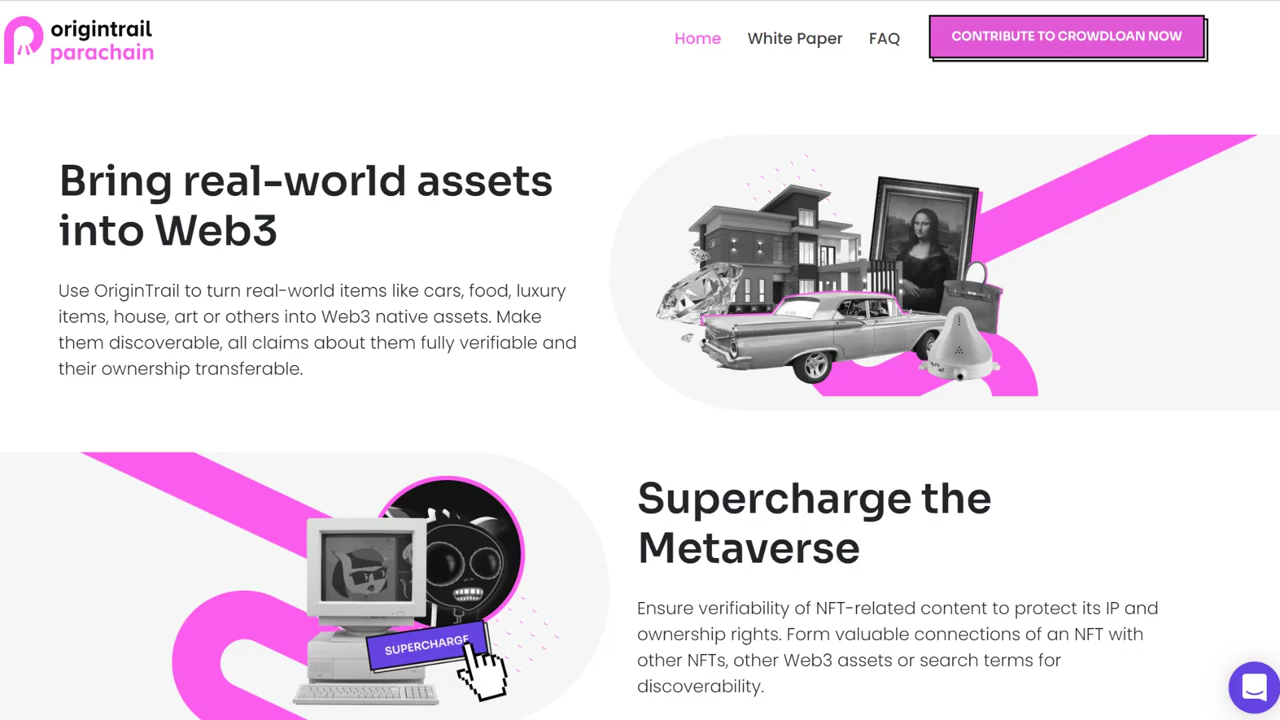 origintrail
parachain
Home
White Paper
FAQ
CONTRIBUTE TO CROWDLOAN NOW
Bring real-world assets
into Web3
Use OriginTrail to turn real-world items like cars, food, luxury
items, house, art or others into Web3 native assets. Make
them discoverable, all claims about them fully verifiable and
their ownership transferable.
SUPERCHARGE
Supercharge the
Metaverse
Ensure verifiability of NFT-related content to protect its IP and
ownership rights. Form valuable connections of an NFT with
other NFTs, other Web3 assets or search terms for
discoverability.